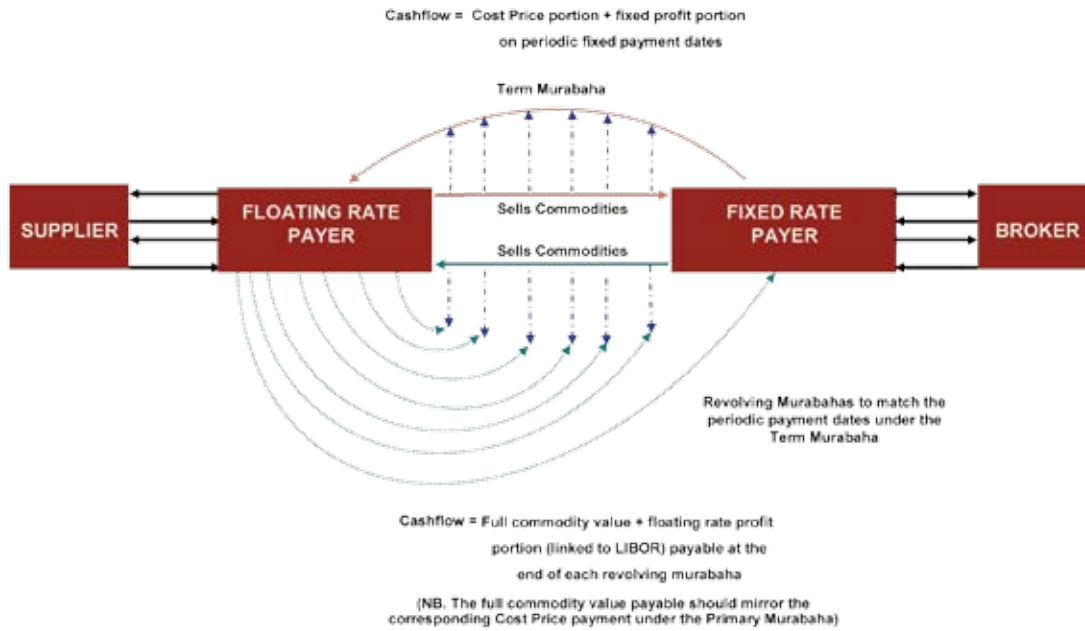 Cashflow = Cost Price portion + fixed profit portion
on periodic fixed payment dates
Term Murabaha
SUPPLIER
FLOATING RATE
PAYER
Sells Commodities
Sells Commodities
FIXED RATE
PAYER
BROKER
Revolving Murabahas to match the
periodic payment dates under the
Term Murabaha
Cashflow = Full commodity value + floating rate profit
portion (linked to LIBOR) payable at the
end of each revolving murabaha
(NB. The full commodity value payable should mirror the
corresponding Cost Price payment under the Primary Murabaha)